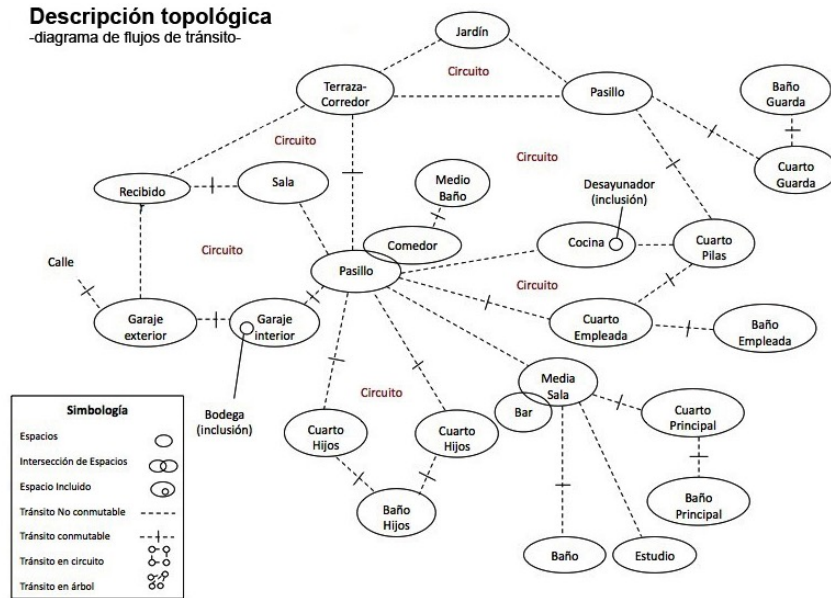 Descripción topológica
-diagrama de flujos de tránsito-
Jardín
Circuito
Terraza-
Corredor
Pasillo
Baño
Guarda
Circuito
Circuito
Cuarto
Guarda
Recibido
Sala
Medio
Baño
Desayunador
(inclusión)
Comedor
Cocina
Cuarto
Pilas
Circuito
Calle
Pasillo
Circuito
Garaje
exterior
Garaje
interior
Cuarto
Empleada
Baño
Empleada
Media
Sala
Bar
Circuito
Bodega
(inclusión)
Cuarto
Hijos
Cuarto
Hijos
Cuarto
Principal
Baño
Hijos
Baño
Principal
Baño
Estudio
Simbología
Espacios
Intersección de Espacios
Espacio Incluido
Tránsito No conmutable
Tránsito conmutable
Tránsito en circuito
Tránsito en árbol